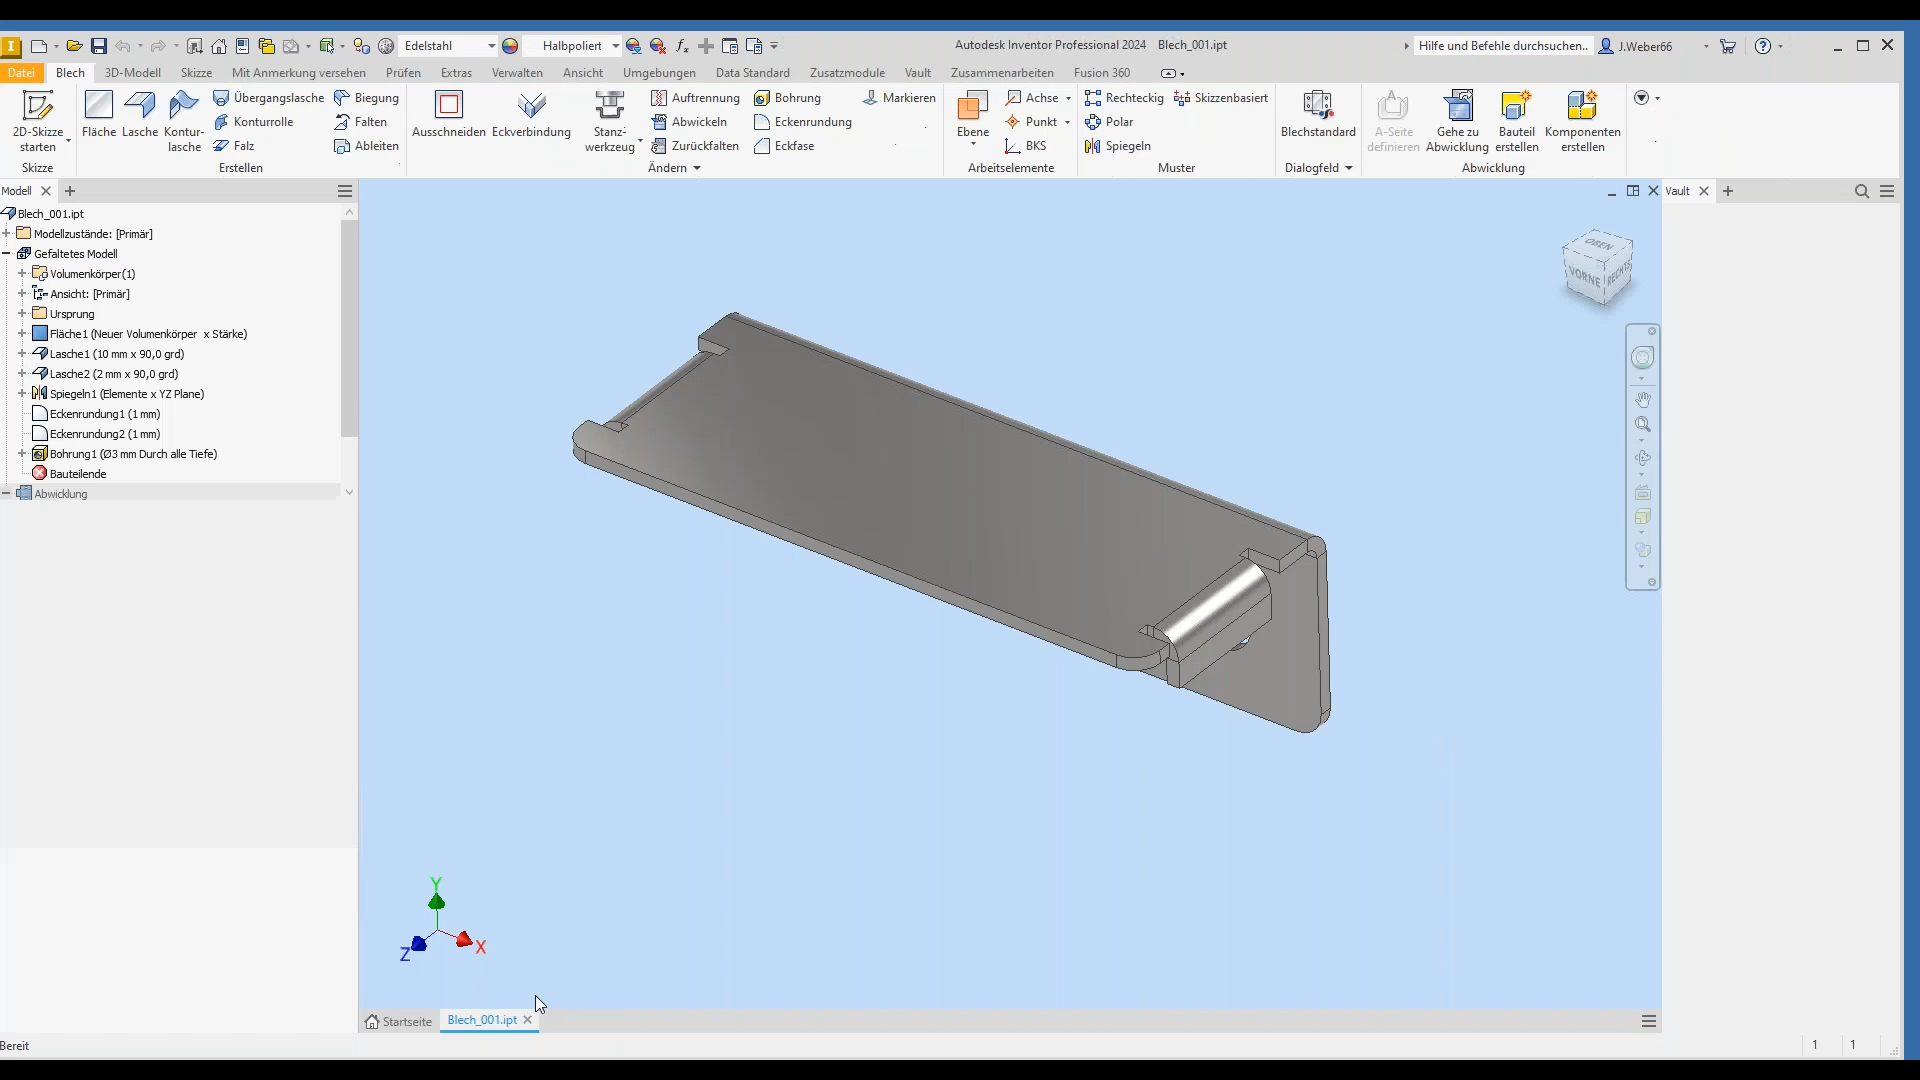 Edelstahl Halbpoliert Autodesk Inventor Professional 2024 Blech_001.ipt Hilfe und Befehle durchsuchen.. J.Weber66
Datei Blech 3D-Modell Skizze Mit Anmerkung versehen Prüfen Extras Verwalten Ansicht Umgebungen Data Standard Zusatzmodule Vault Zusammenarbeiten Fusion 360
Übergangslasche Biegung Auftrennung Bohrung Markieren Achse Rechteckig Skizzenbasiert
Konturrolle Falten Abwickeln Eckenrundung Punkt Polar
2D-Skizze Fläche Lasche Kontur- Ausschneiden Eckverbindung Stanz- Ebene Blechstandard A-Seite Gehe zu Bauteil Komponenten
starten lasche Falz Ableiten werkzeug Zurückfalten Eckfase BKS Spiegeln definieren Abwicklung erstellen erstellen
Skizze Erstellen Ändern Arbeitselemente Muster Dialogfeld Abwicklung
Modell Vault
Blech_001.ipt
Modellzustände: [Primär]
Gefaltetes Modell
Volumenkörper(1)
Ansicht: [Primär]
Ursprung
Fläche1 (Neuer Volumenkörper x Stärke)
Lasche1 (10 mm x 90,0 grd)
Lasche2 (2 mm x 90,0 grd)
Spiegeln1 (Elemente x YZ Plane)
Eckenrundung1 (1 mm)
Eckenrundung2 (1 mm)
Bohrung1 (Ø3 mm Durch alle Tiefe)
Bauteilende
Abwicklung
OBEN
VORNE RECHTS
Y
Z X
Startseite Blech_001.ipt
Bereit 1 1